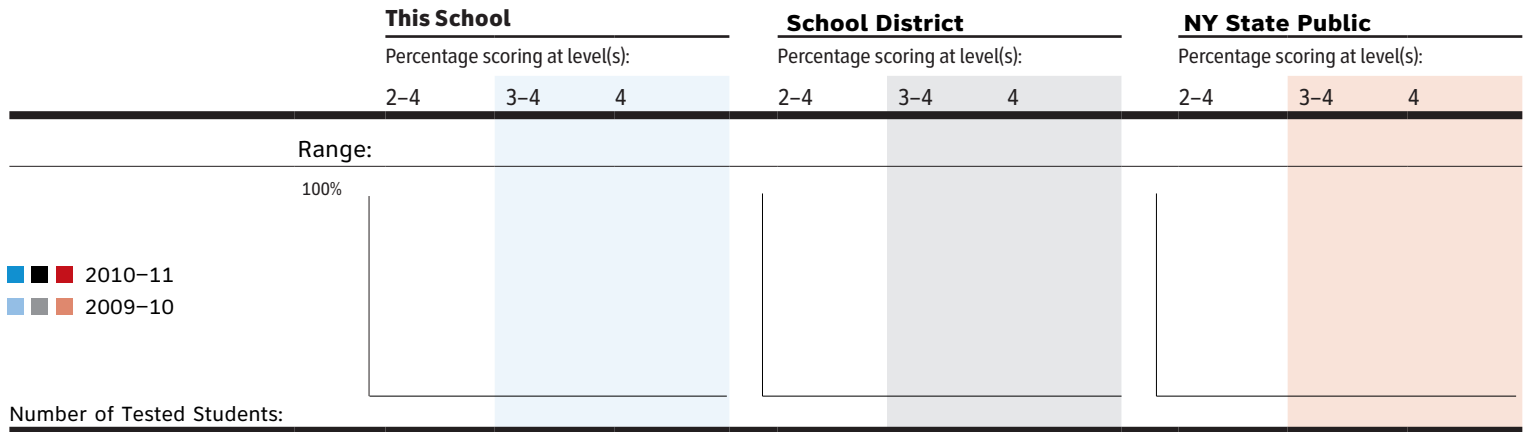 This School School District NY State Public
Percentage scoring at level(s): Percentage scoring at level(s): Percentage scoring at level(s):
2–4 3–4 4 2–4 3–4 4 2–4 3–4 4
Range:
100%
2010–11
2009–10
Number of Tested Students: